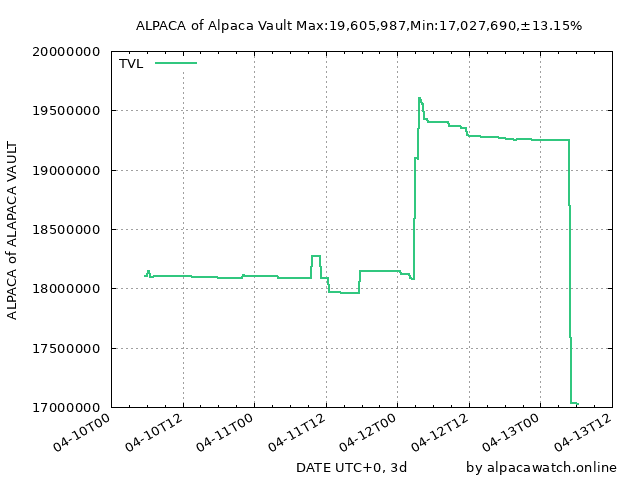 ALPACA of Alpaca Vault Max:19,605,987,Min:17,027,690,±13.15%
20000000
TVL
19500000
19000000
18500000
18000000
17500000
17000000
ALPACA of ALAPACA VAULT
04-10T00
04-10T12
04-11T00
04-11T12
04-12T00
04-12T12
04-13T00
04-13T12
DATE UTC+0, 3d
by alpacawatch.online